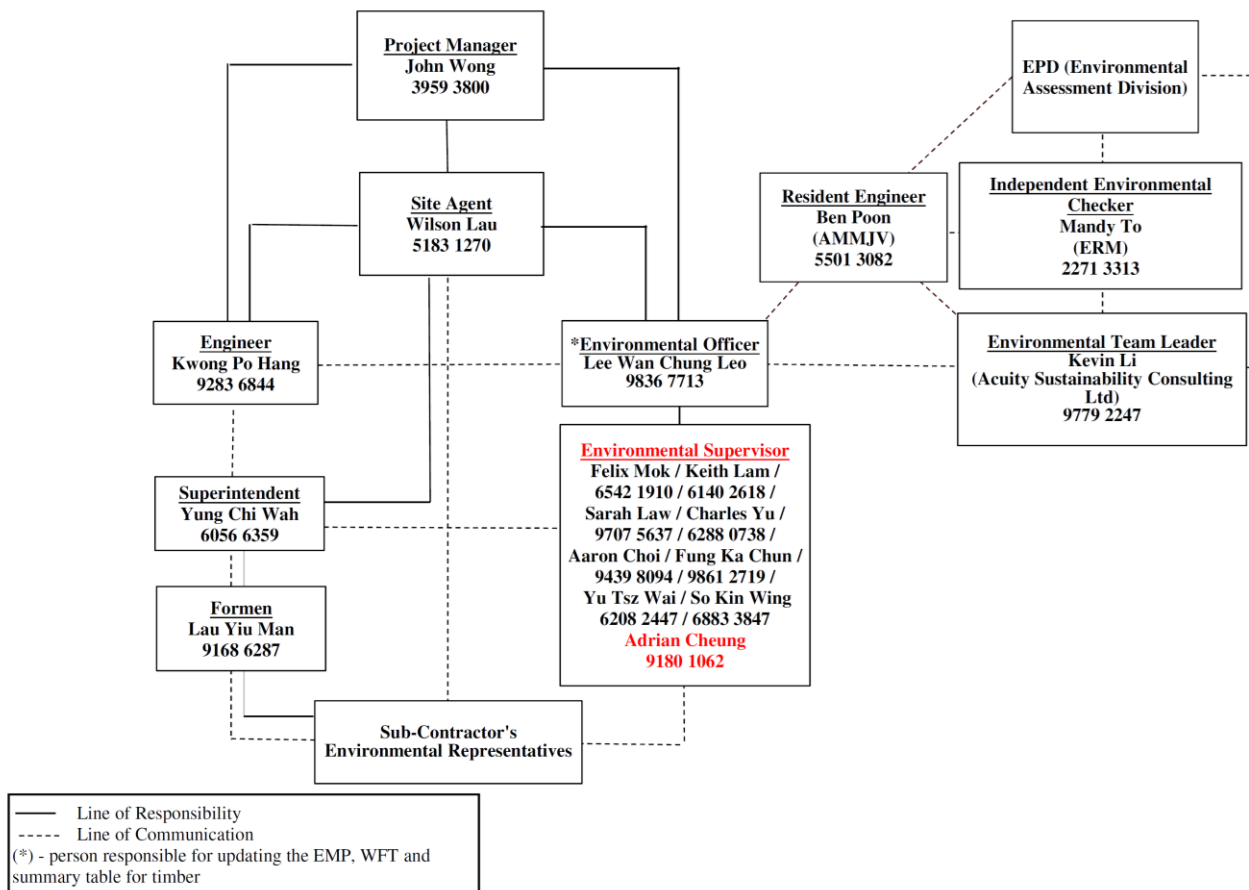 Project Manager
John Wong
3959 3800
EPD (Environmental
Assessment Division)
Site Agent
Wilson Lau
5183 1270
Resident Engineer
Ben Poon
(AMMJV)
5501 3082
Independent Environmental
Checker
Mandy To
(ERM)
2271 3313
Engineer
Kwong Po Hang
9283 6844
*Environmental Officer
Lee Wan Chung Leo
9836 7713
Environmental Team Leader
Kevin Li
(Acuity Sustainability Consulting
Ltd)
9779 2247
Environmental Supervisor
Felix Mok / Keith Lam /
6542 1910 / 6140 2618 /
Sarah Law / Charles Yu /
9707 5637 / 6288 0738 /
Aaron Choi / Fung Ka Chun /
9439 8094 / 9861 2719 /
Yu Tsz Wai / So Kin Wing
6208 2447 / 6883 3847
Adrian Cheung
9180 1062
Superintendent
Yung Chi Wah
6056 6359
Formen
Lau Yiu Man
9168 6287
Sub-Contractor's
Environmental Representatives
Line of Responsibility
Line of Communication
(*) - person responsible for updating the EMP, WFT and
summary table for timber